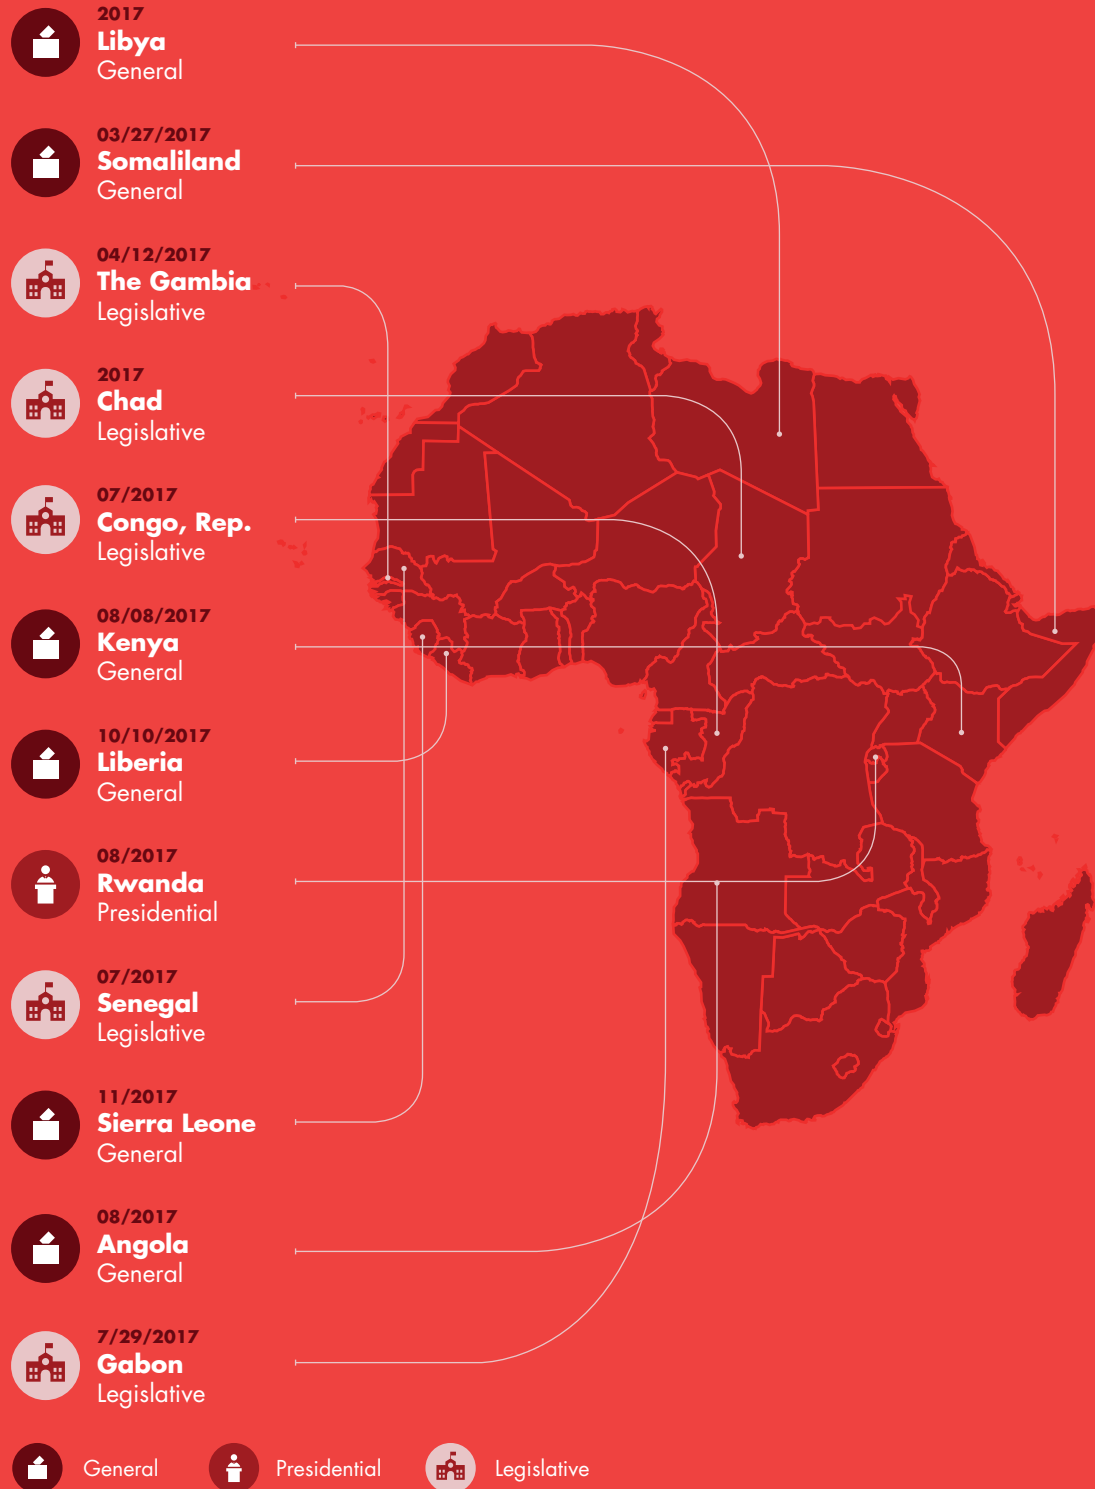 2017
Libya
General
03/27/2017
Somaliland
General
04/12/2017
The Gambia
Legislative
2017
Chad
Legislative
07/2017
Congo, Rep.
Legislative
08/08/2017
Kenya
General
10/10/2017
Liberia
General
08/2017
Rwanda
Presidential
07/2017
Senegal
Legislative
11/2017
Sierra Leone
General
08/2017
Angola
General
7/29/2017
Gabon
Legislative
General Presidential Legislative